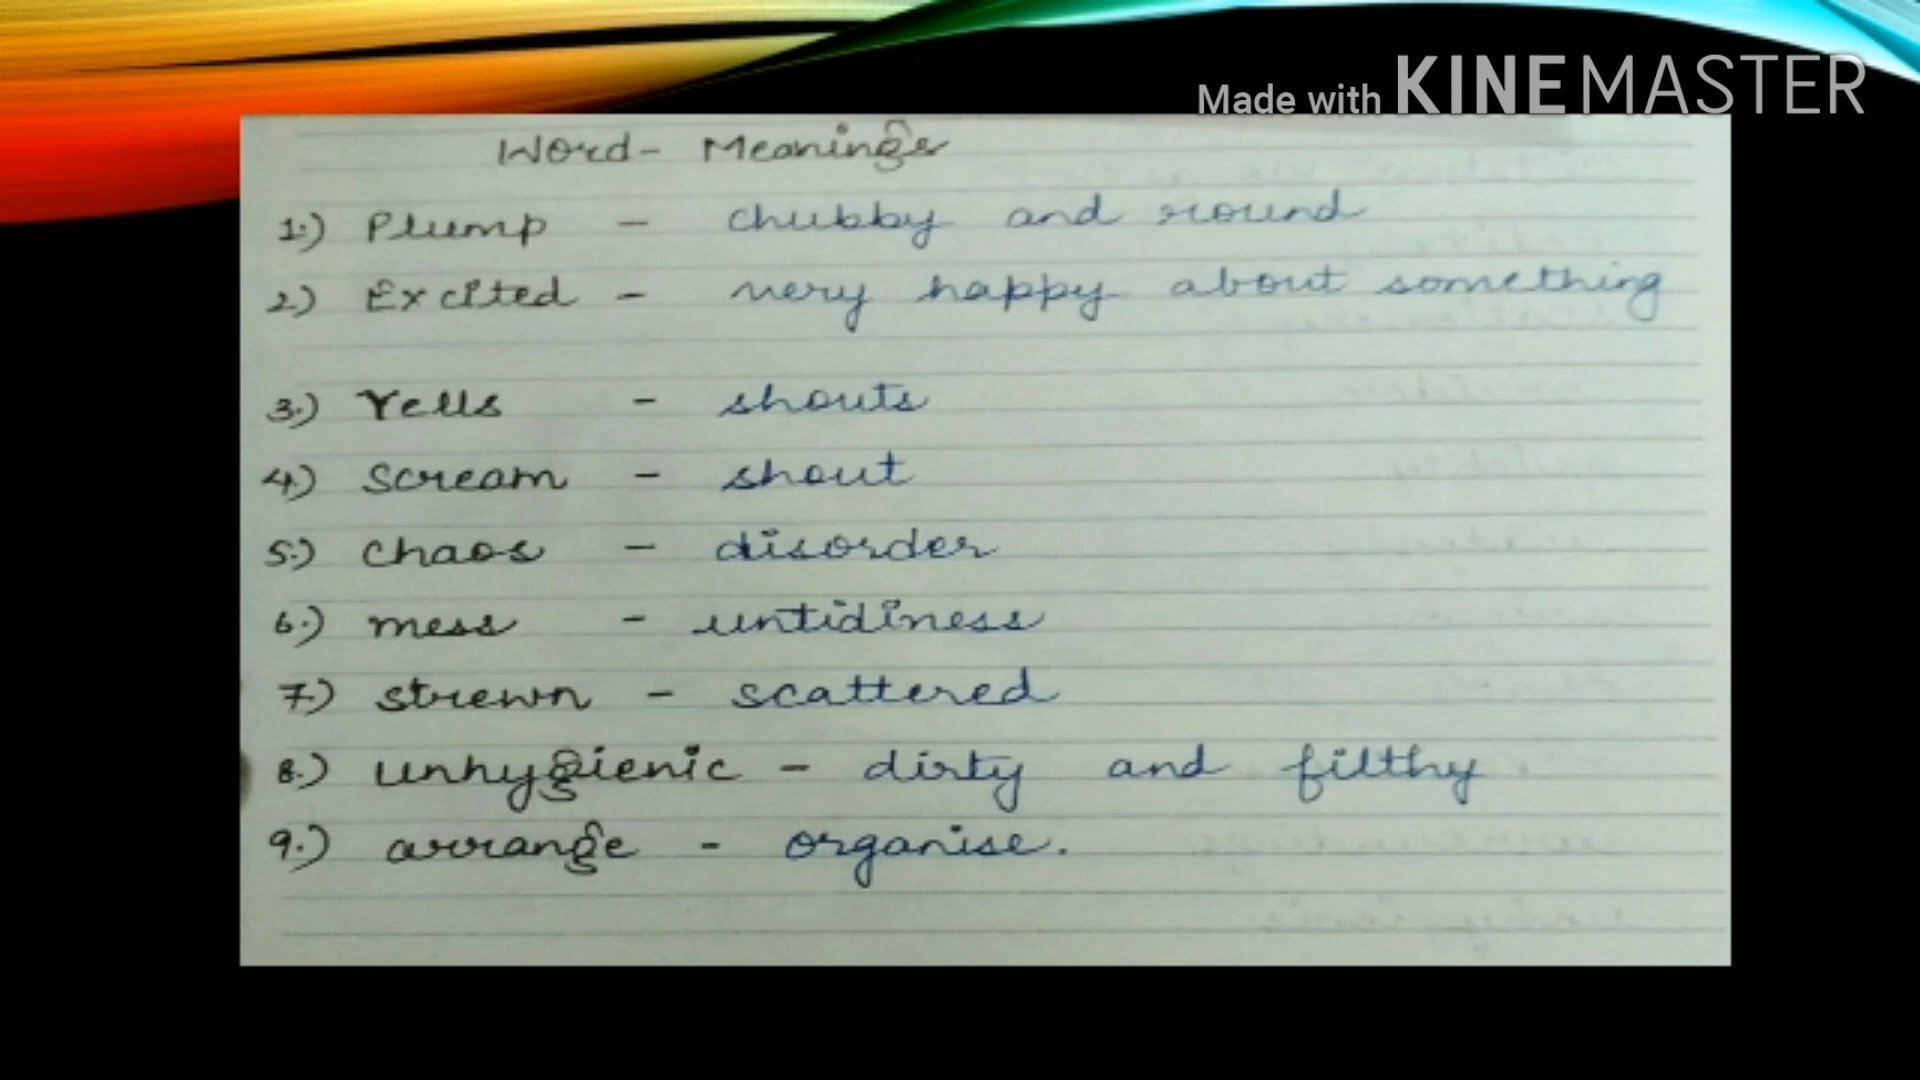 Made with KINEMASTER
Word- Meanings
1.) Plump - chubby and round
2.) Excited - very happy about something
3.) Yells - shouts
4.) scream - shout
5.) chaos - disorder
6.) mess - untidiness
7.) strewn - scattered
8.) unhygienic - dirty and filthy
9.) arrange - organise.